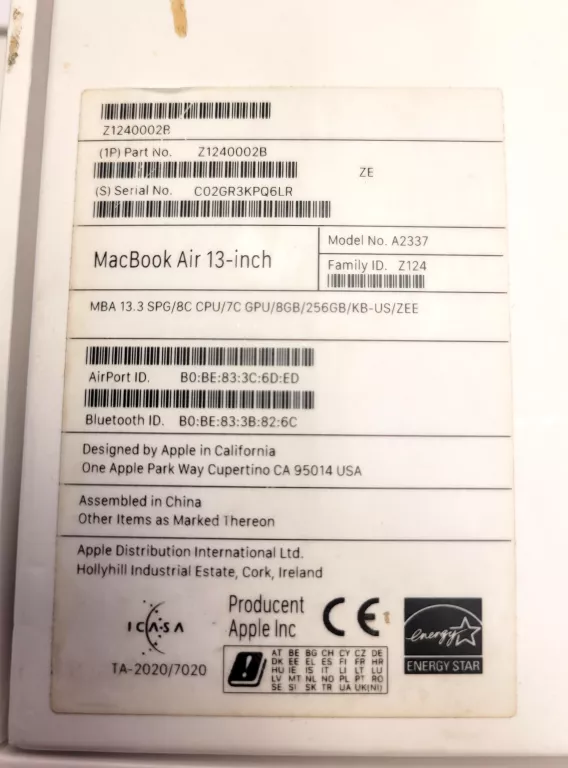 Z1240002B
(1P) Part No. Z1240002B
ZE
(S) Serial No. C02GR3KPQ6LR
MacBook Air 13-inch
Model No. A2337
Family ID. Z124
MBA 13.3 SPG/8C CPU/7C GPU/8GB/256GB/KB-US/ZEE
AirPort ID. B0:BE:83:3C:6D:ED
Bluetooth ID. B0:BE:83:3B:82:6C
Designed by Apple in California
One Apple Park Way Cupertino CA 95014 USA
Assembled in China
Other Items as Marked Thereon
Apple Distribution International Ltd.
Hollyhill Industrial Estate, Cork, Ireland
ICASA
TA-2020/7020
Producent
Apple Inc
CE
AT BE BG CH CY CZ DE
DK EE EL ES FI FR HR
HU IE IS IT LI LT LU
LV MT NL NO PL PT RO
SE SI SK TR UA UK(NI)
energy
ENERGY STAR